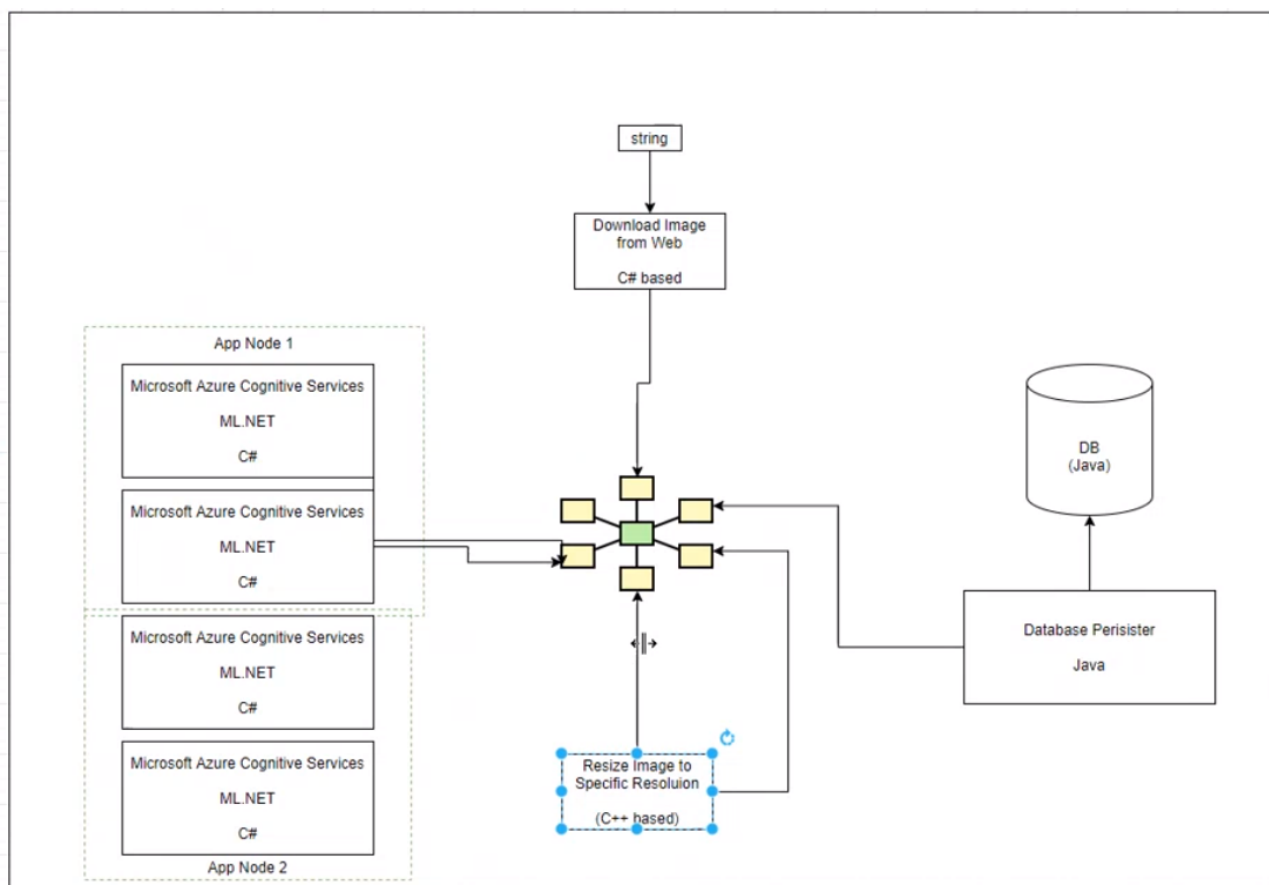 string
Download Image
from Web
C# based
App Node 1
Microsoft Azure Cognitive Services
ML.NET
C#
Microsoft Azure Cognitive Services
ML.NET
C#
Microsoft Azure Cognitive Services
ML.NET
C#
Microsoft Azure Cognitive Services
ML.NET
C#
App Node 2
DB
(Java)
Database Perisister
Java
Resize Image to
Specific Resoluion
(C++ based)